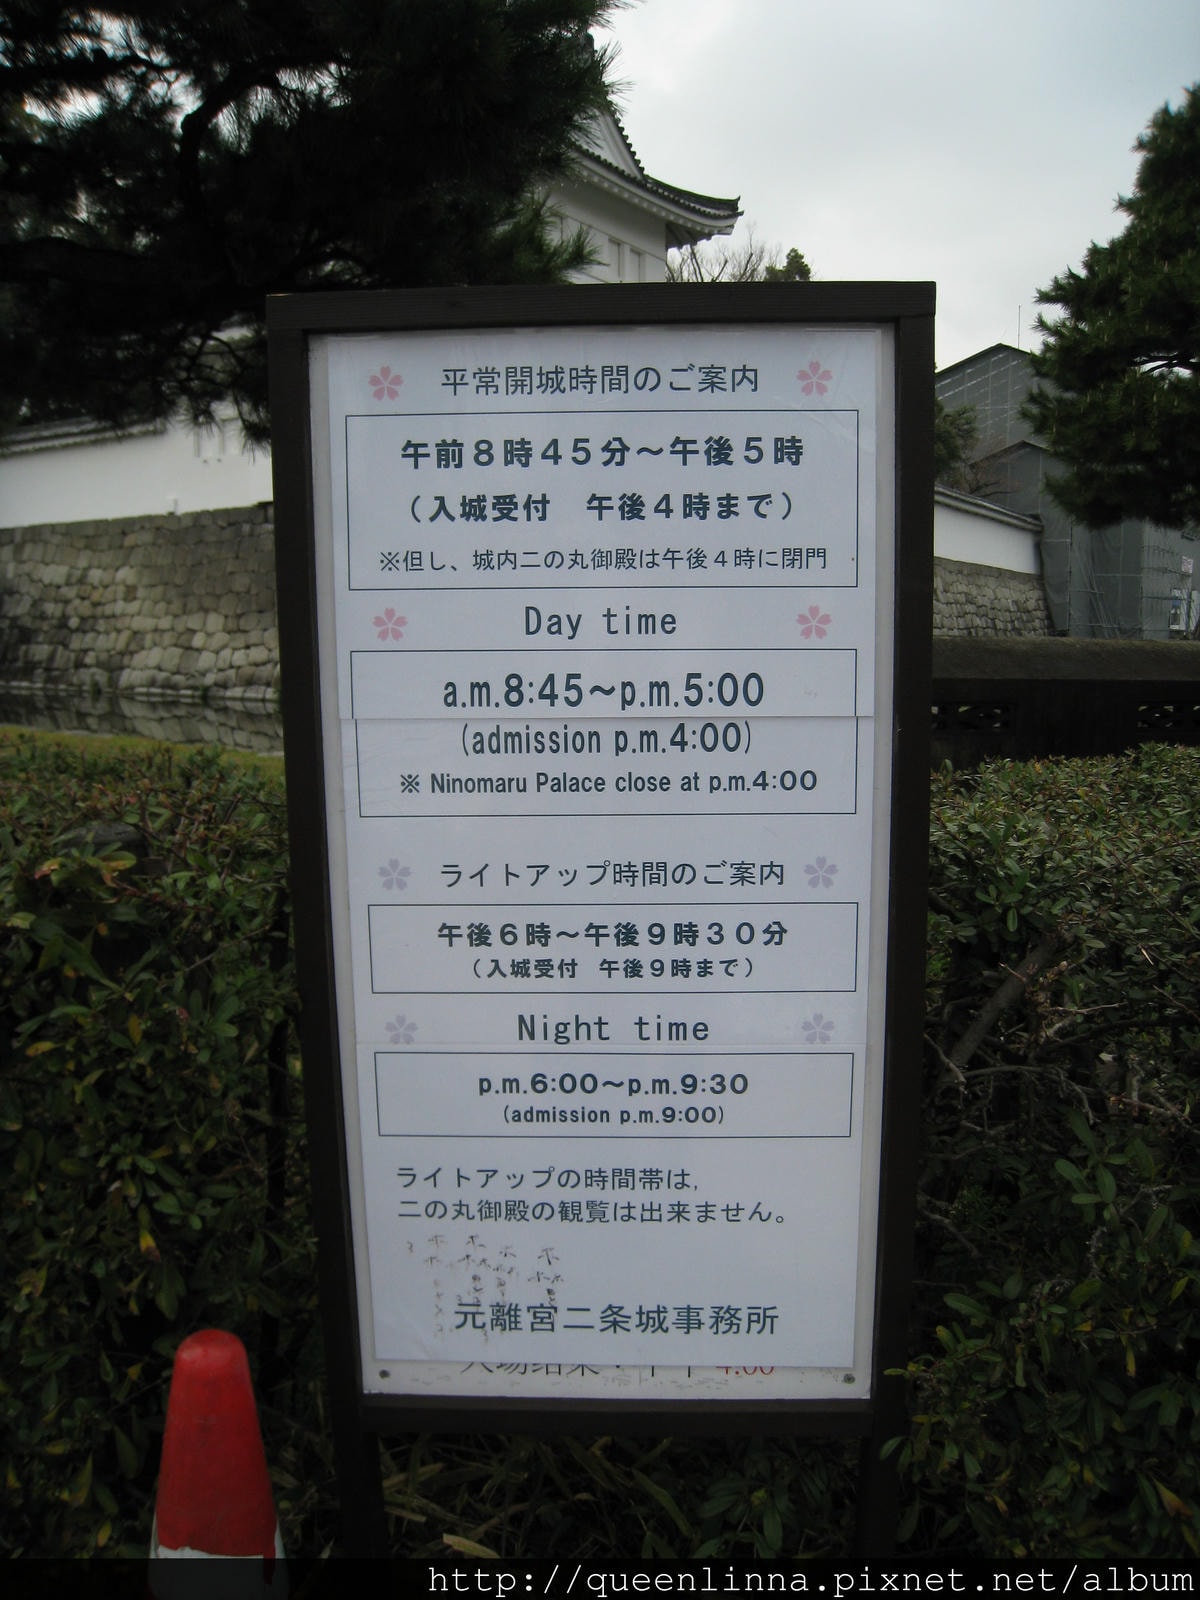 平常開城時間のご案内
午前８時４５分～午後５時
（入城受付　午後４時まで）
※但し、城内二の丸御殿は午後４時に閉門
Day time
a.m.8:45～p.m.5:00
(admission p.m.4:00)
※ Ninomaru Palace close at p.m.4:00
ライトアップ時間のご案内
午後６時～午後９時３０分
（入城受付　午後９時まで）
Night time
p.m.6:00～p.m.9:30
(admission p.m.9:00)
ライトアップの時間帯は,
二の丸御殿の観覧は出来ません。
元離宮二条城事務所
4:00
http://queenlinna.pixnet.net/album